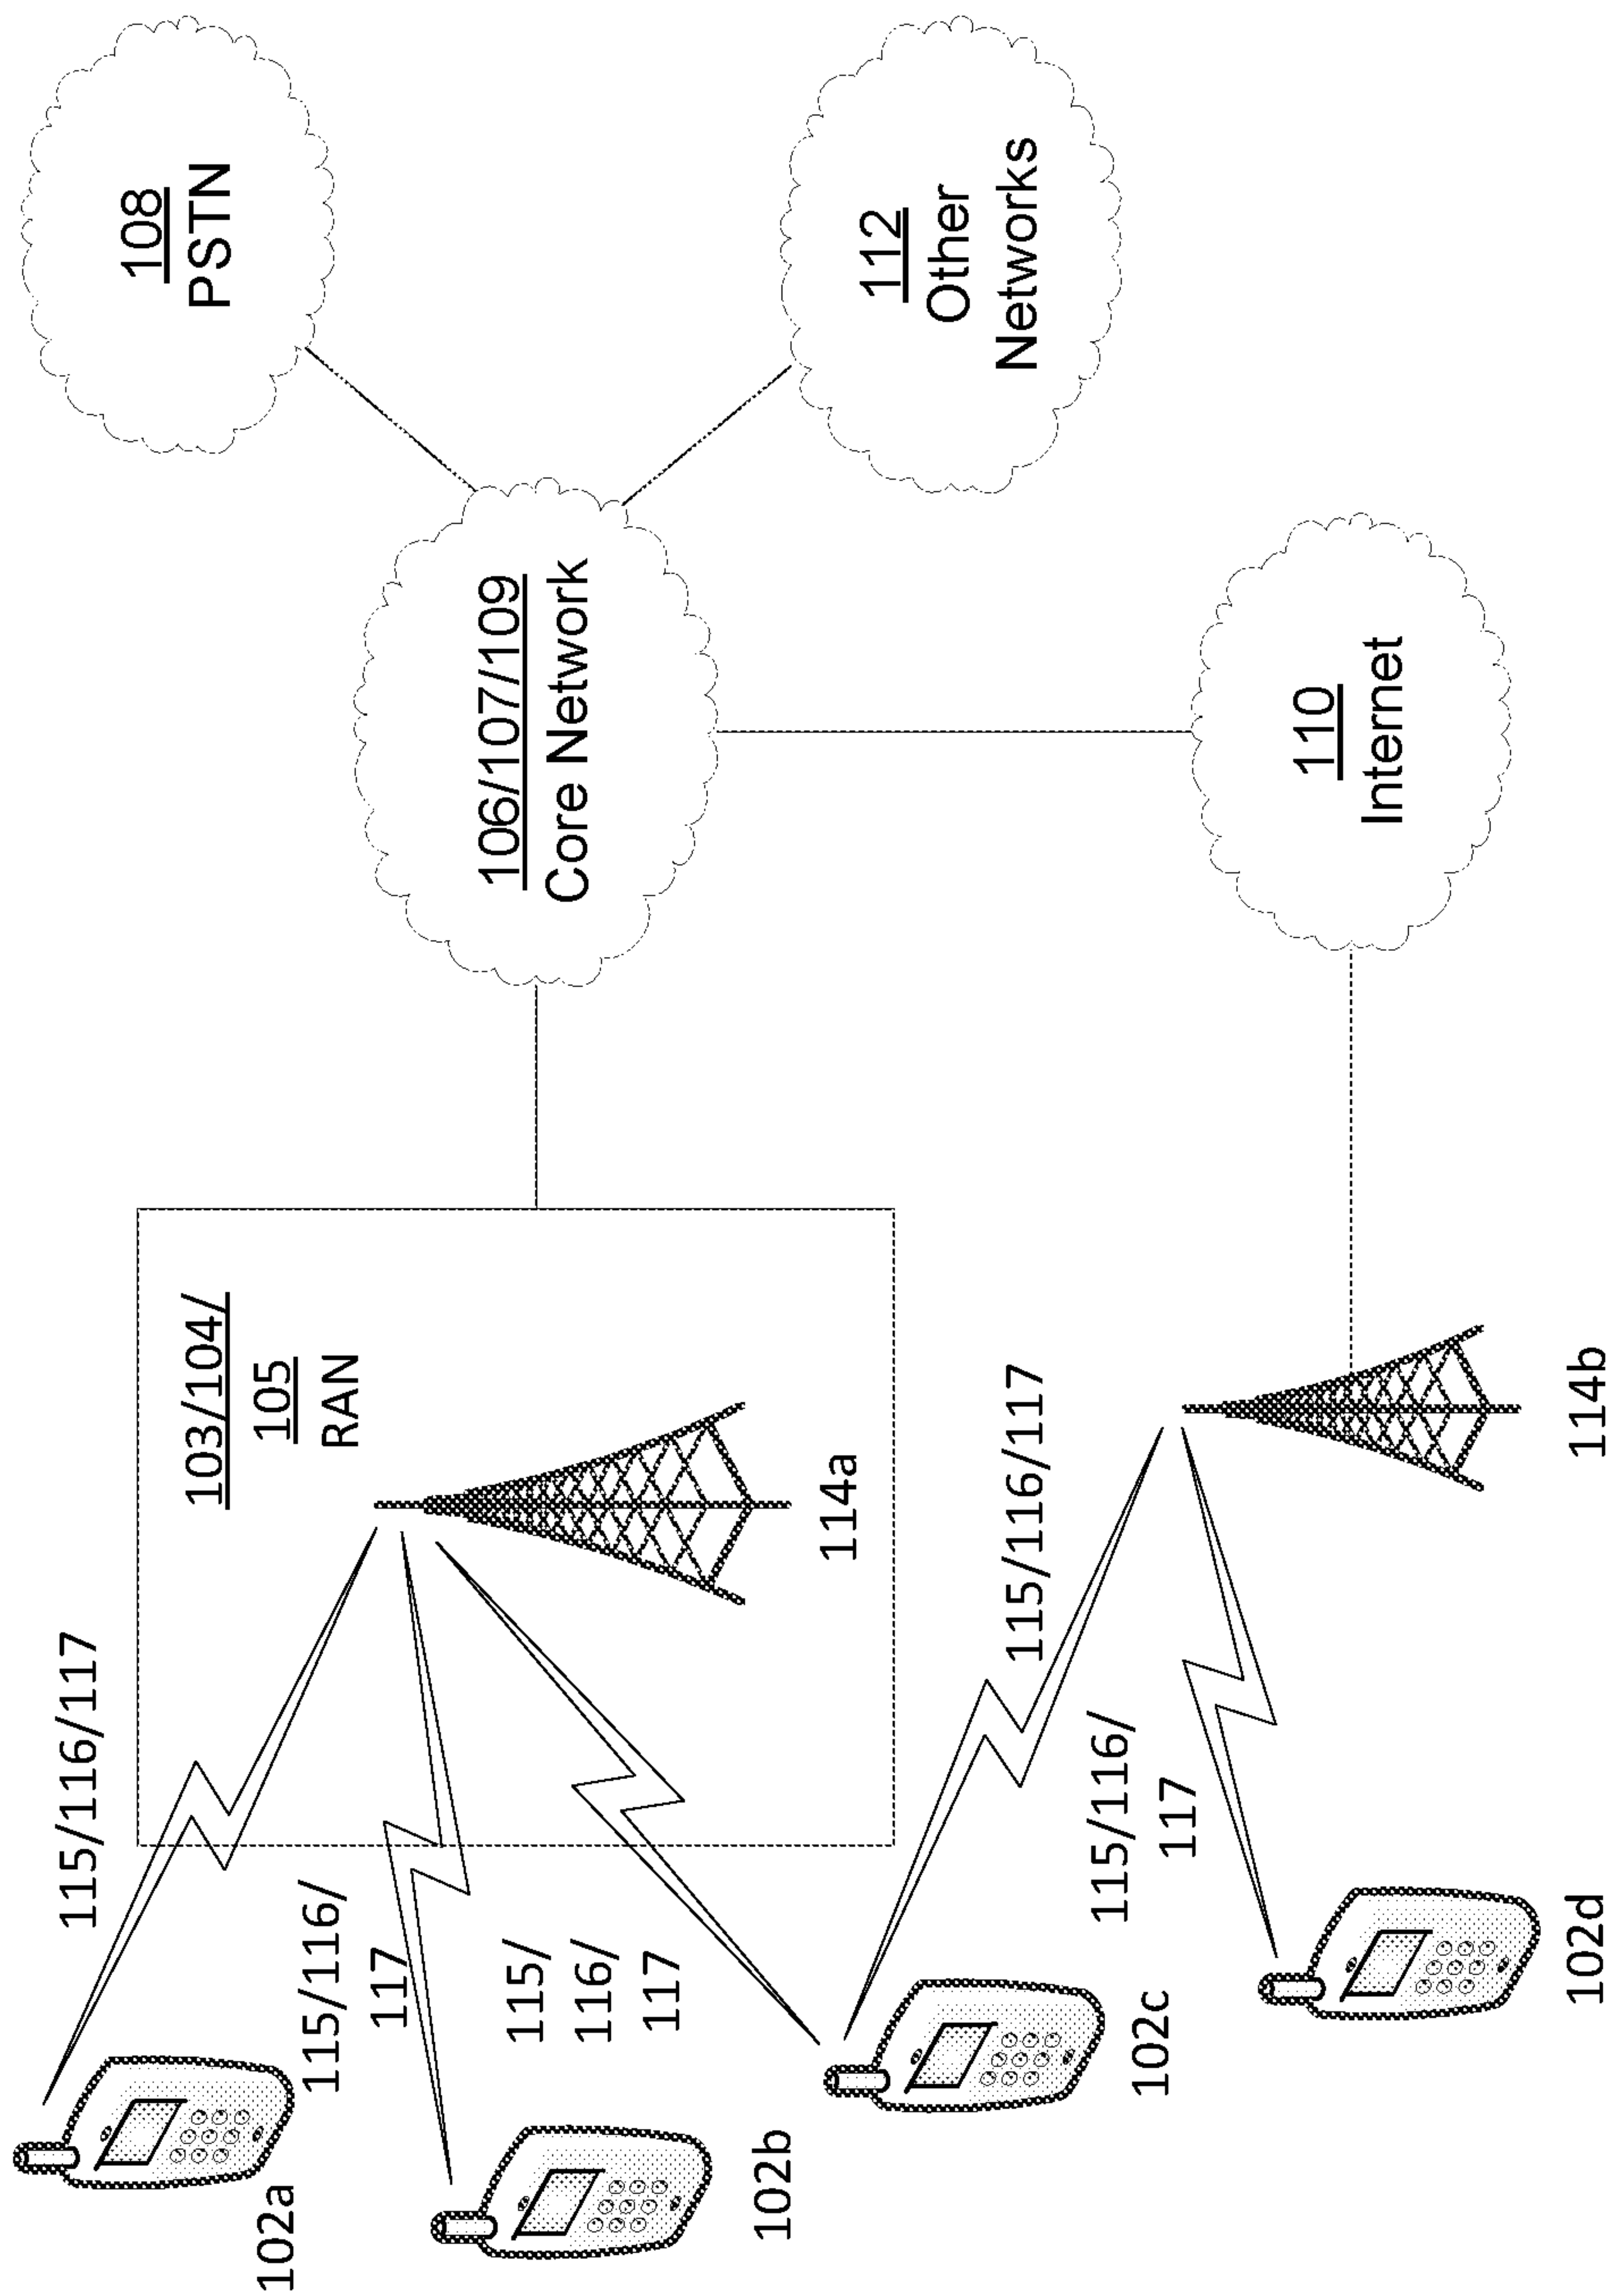 108
PSTN
106/107/109
Core Network
112
Other
Networks
110
Internet
103/104/
105
RAN
114a
114b
115/116/117
115/116/
117
115/
116/
117
115/116/117
115/116/
117
102a
102b
102c
102d